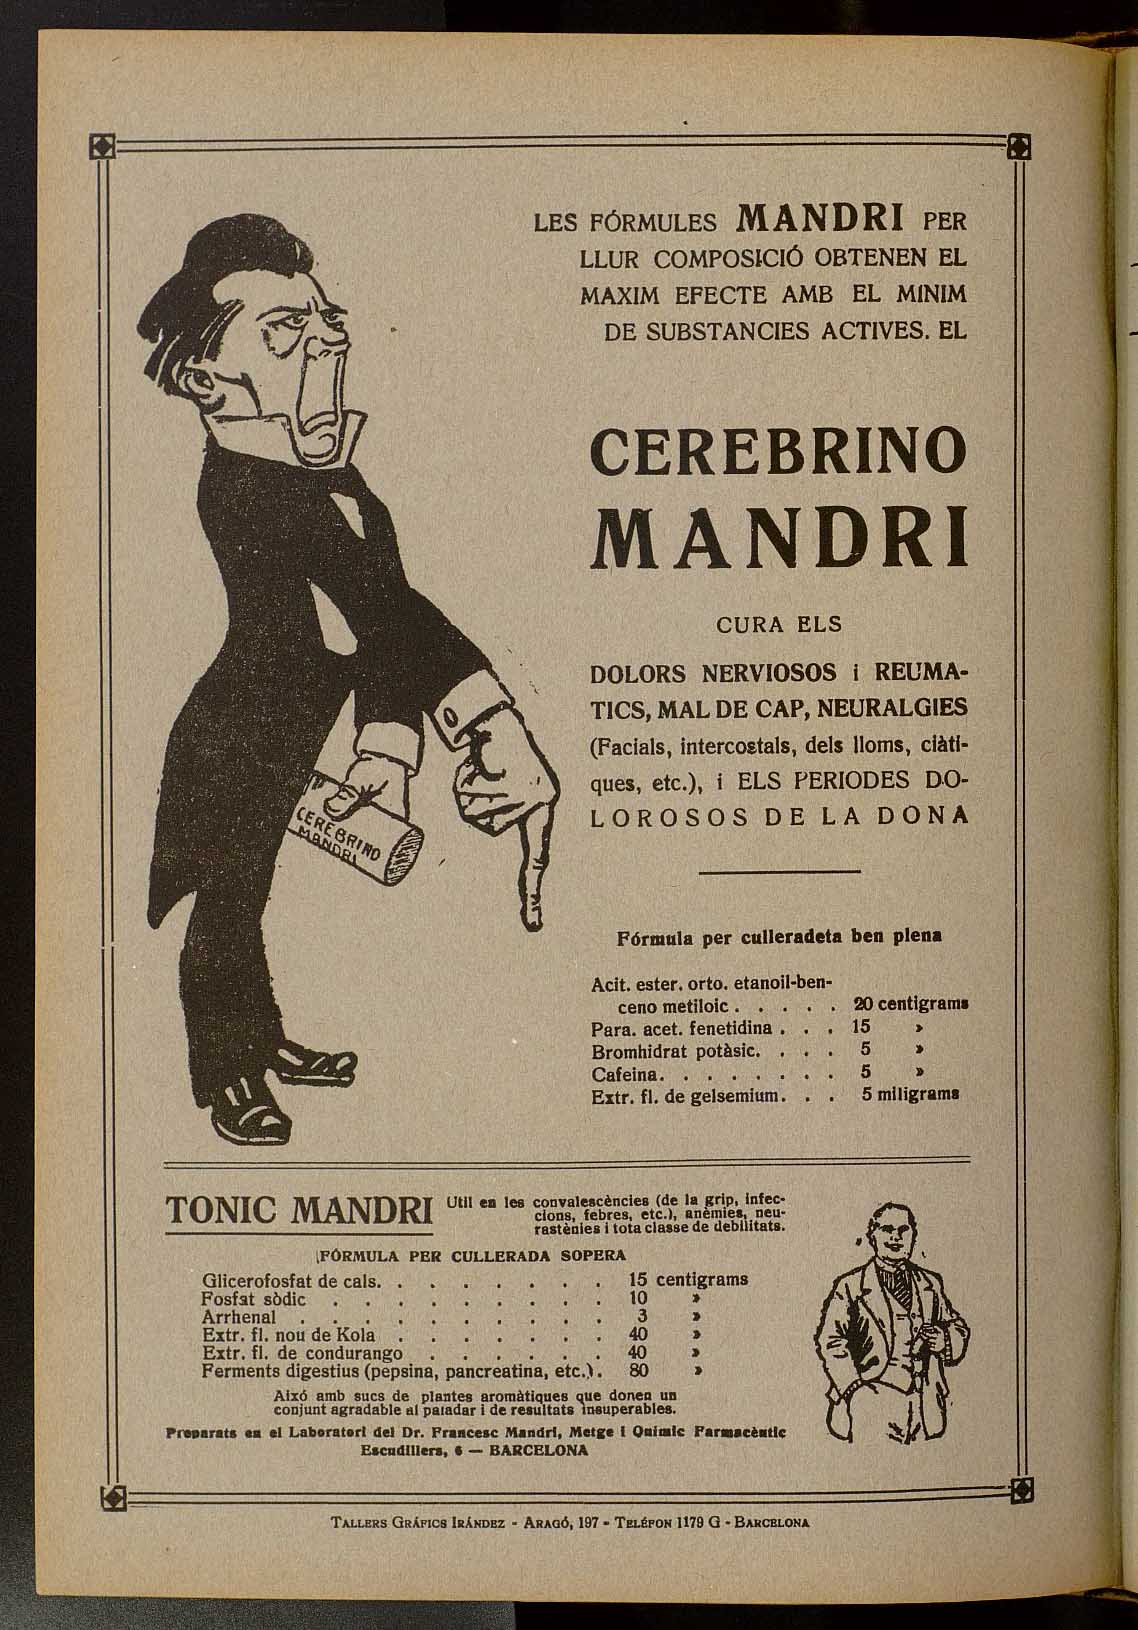 LES FÓRMULES MANDRI PER
LLUR COMPOSICIÓ OBTENEN EL
MAXIM EFECTE AMB EL MINIM
DE SUBSTANCIES ACTIVES. EL
CEREBRINO
MANDRI
CURA ELS
DOLORS NERVIOSOS i REUMA-
TICS, MAL DE CAP, NEURALGIES
(Facials, intercostals, dels lloms, ciàti-
ques, etc.), i ELS PERIODES DO-
LOROSOS DE LA DONA
CEREBRINO
MANDRI
Fórmula per culleradeta ben plena
Acit. ester. orto. etanoil-ben-
ceno metiloic . . . . . 20 centigrams
Para. acet. fenetidina . . . 15 »
Bromhidrat potàsic. . . . 5 »
Cafeina. . . . . . . . 5 »
Extr. fl. de gelsemium. . . 5 miligrams
TONIC MANDRI Util en les convalescències (de la grip, infec-
cions, febres, etc.), anèmies, neu-
rastènies i tota classe de debilitats.
FÓRMULA PER CULLERADA SOPERA
Glicerofosfat de cals. . . . . . . . 15 centigrams
Fosfat sòdic . . . . . . . . . 10 »
Arrhenal . . . . . . . . . . 3 »
Extr. fl. nou de Kola . . . . . . . 40 »
Extr. fl. de condurango . . . . . . 40 »
Ferments digestius (pepsina, pancreatina, etc.). . 80 »
Aixó amb sucs de plantes aromàtiques que donen un
conjunt agradable al paladar i de resultats insuperables.
Preparats en el Laboratori del Dr. Francesc Mandri, Metge i Químic Farmacèutic
Escudillers, 6 — BARCELONA
TALLERS GRÁFICS IRÁNDEZ - ARAGÓ, 197 - TELÉFON 1179 G - BARCELONA